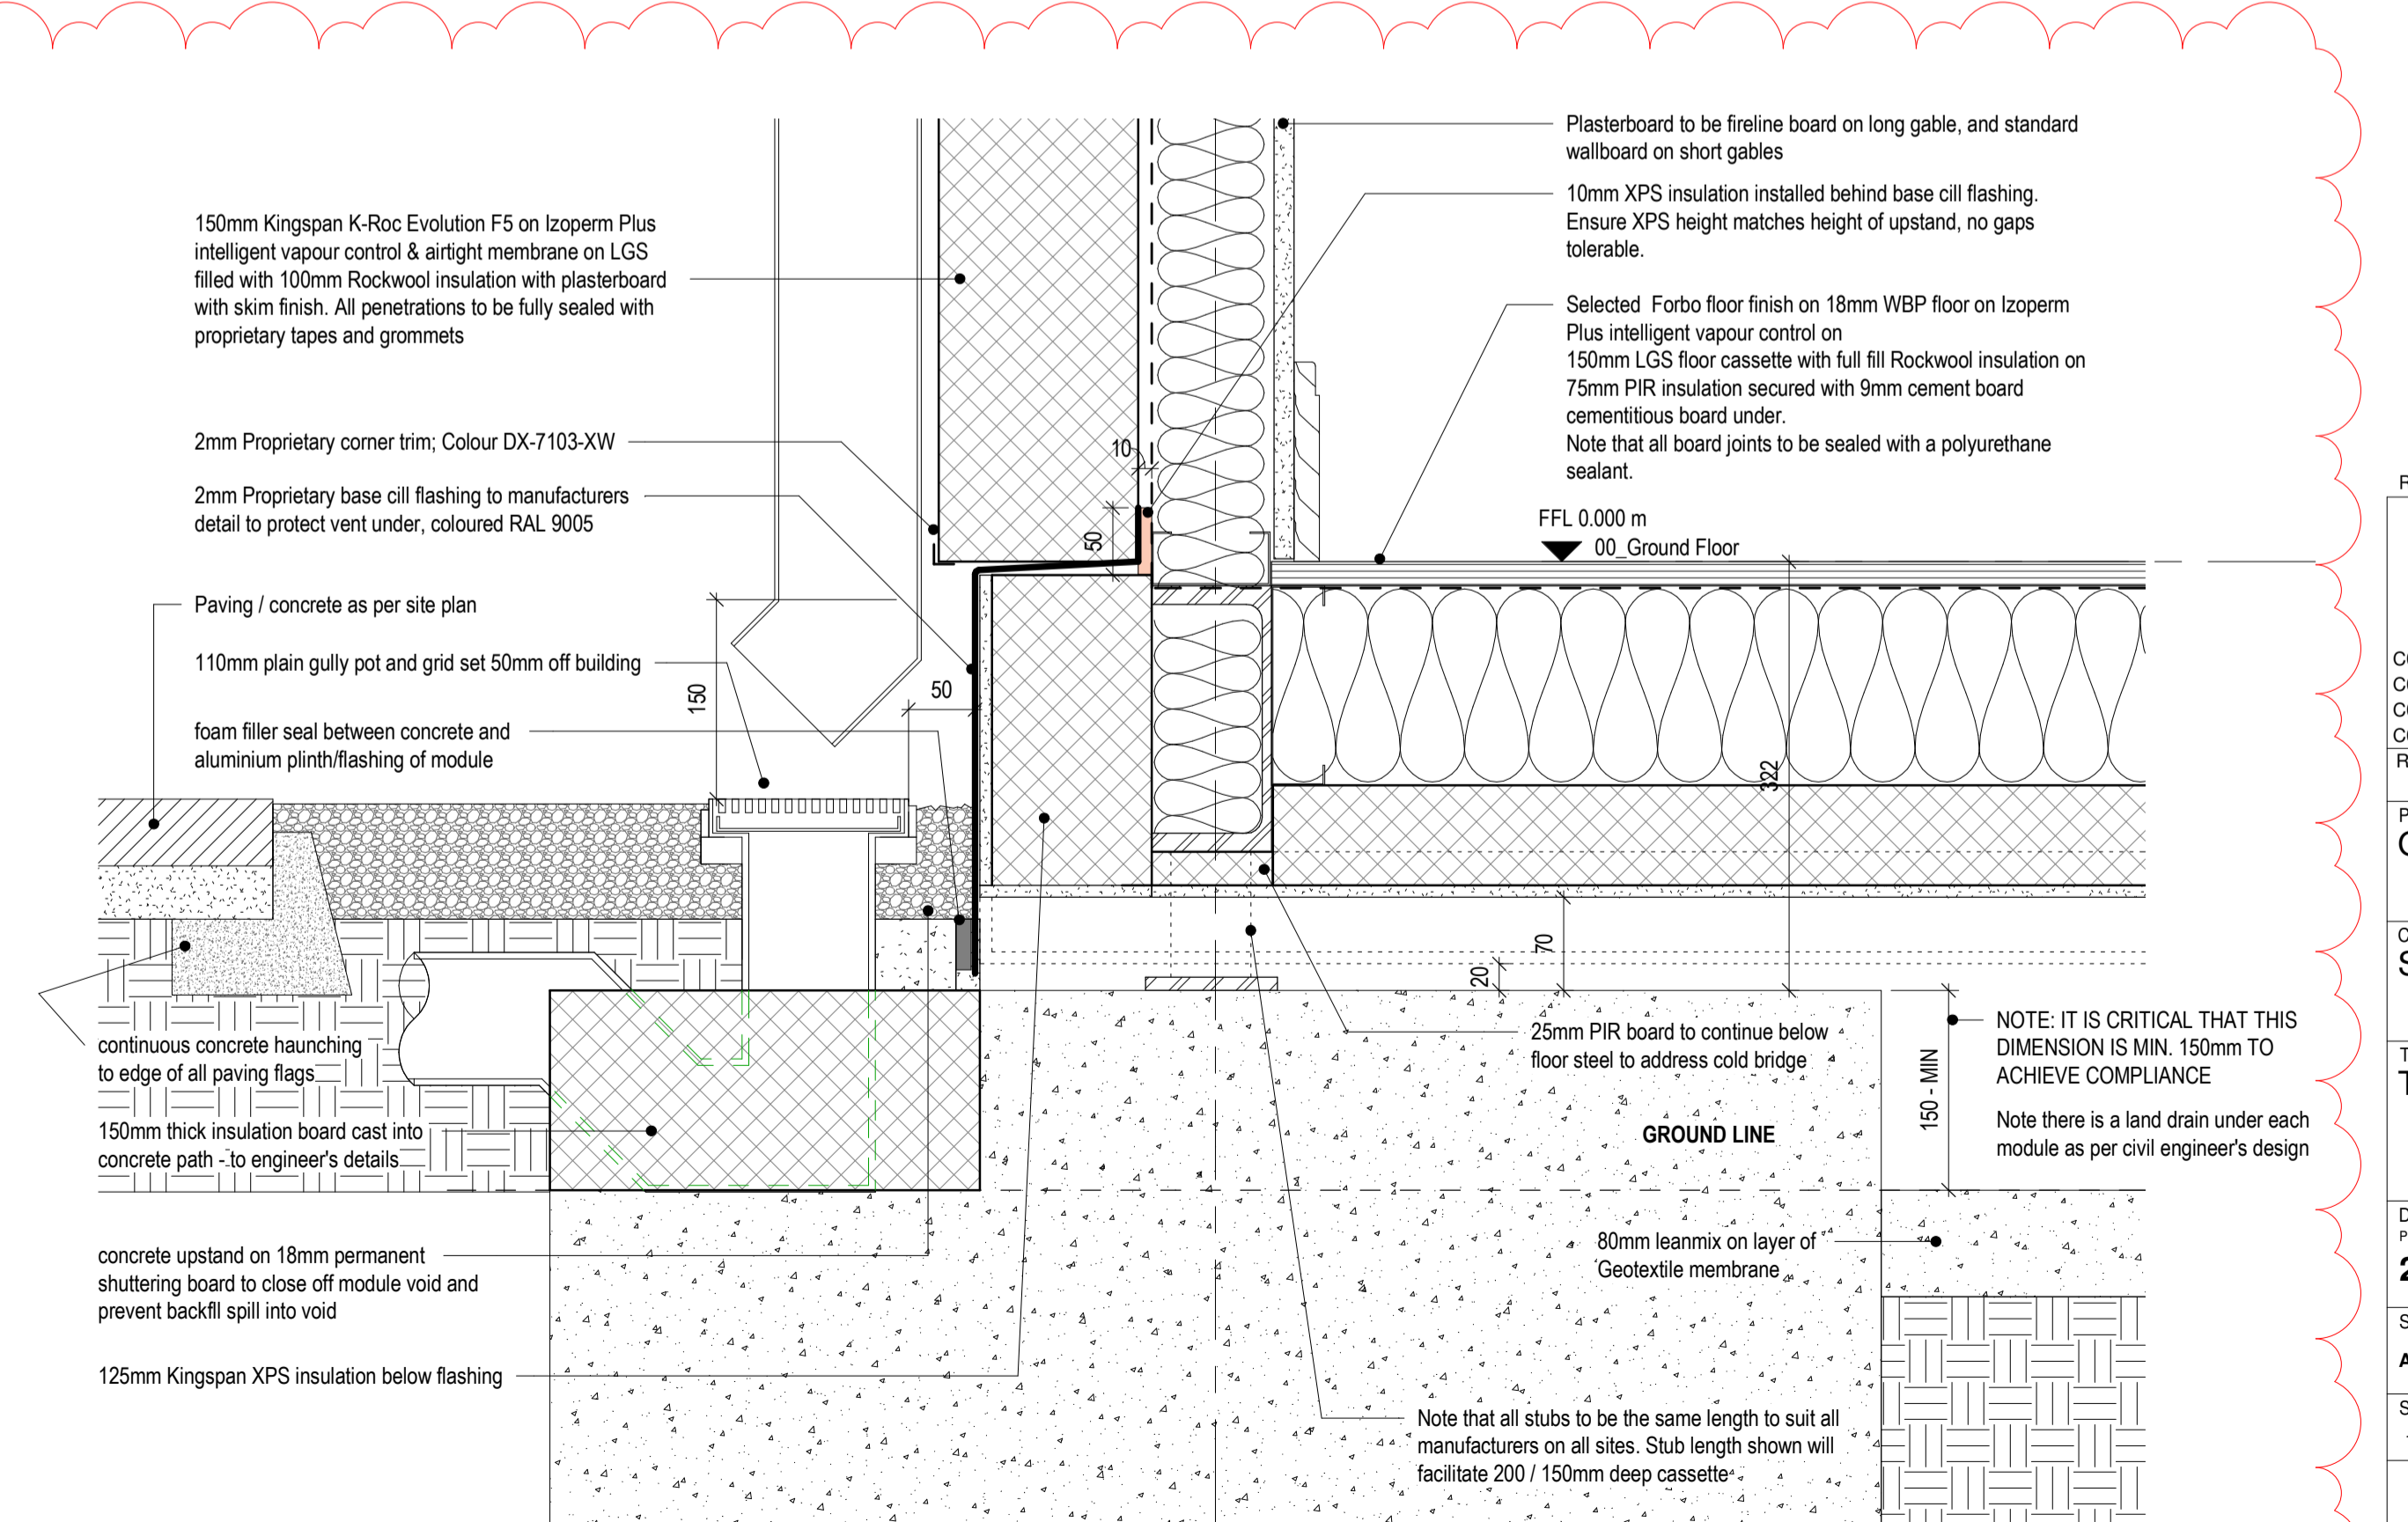 150mm Kingspan K-Roc Evolution F5 on Izoperm Plus
intelligent vapour control & airtight membrane on LGS
filled with 100mm Rockwool insulation with plasterboard
with skim finish. All penetrations to be fully sealed with
proprietary tapes and grommets
2mm Proprietary corner trim; Colour DX-7103-XW
2mm Proprietary base cill flashing to manufacturers
detail to protect vent under, coloured RAL 9005
Paving / concrete as per site plan
110mm plain gully pot and grid set 50mm off building
foam filler seal between concrete and
aluminium plinth/flashing of module
continuous concrete haunching
to edge of all paving flags
150mm thick insulation board cast into
concrete path - to engineer's details
concrete upstand on 18mm permanent
shuttering board to close off module void and
prevent backfll spill into void
125mm Kingspan XPS insulation below flashing
150
50
10
50
Plasterboard to be fireline board on long gable, and standard
wallboard on short gables
10mm XPS insulation installed behind base cill flashing.
Ensure XPS height matches height of upstand, no gaps
tolerable.
Selected Forbo floor finish on 18mm WBP floor on Izoperm
Plus intelligent vapour control on
150mm LGS floor cassette with full fill Rockwool insulation on
75mm PIR insulation secured with 9mm cement board
cementitious board under.
Note that all board joints to be sealed with a polyurethane
sealant.
FFL 0.000 m
00_Ground Floor
322
70
20
25mm PIR board to continue below
floor steel to address cold bridge
GROUND LINE
150 - MIN
NOTE: IT IS CRITICAL THAT THIS
DIMENSION IS MIN. 150mm TO
ACHIEVE COMPLIANCE
Note there is a land drain under each
module as per civil engineer's design
80mm leanmix on layer of
Geotextile membrane
Note that all stubs to be the same length to suit all
manufacturers on all sites. Stub length shown will
facilitate 200 / 150mm deep cassette